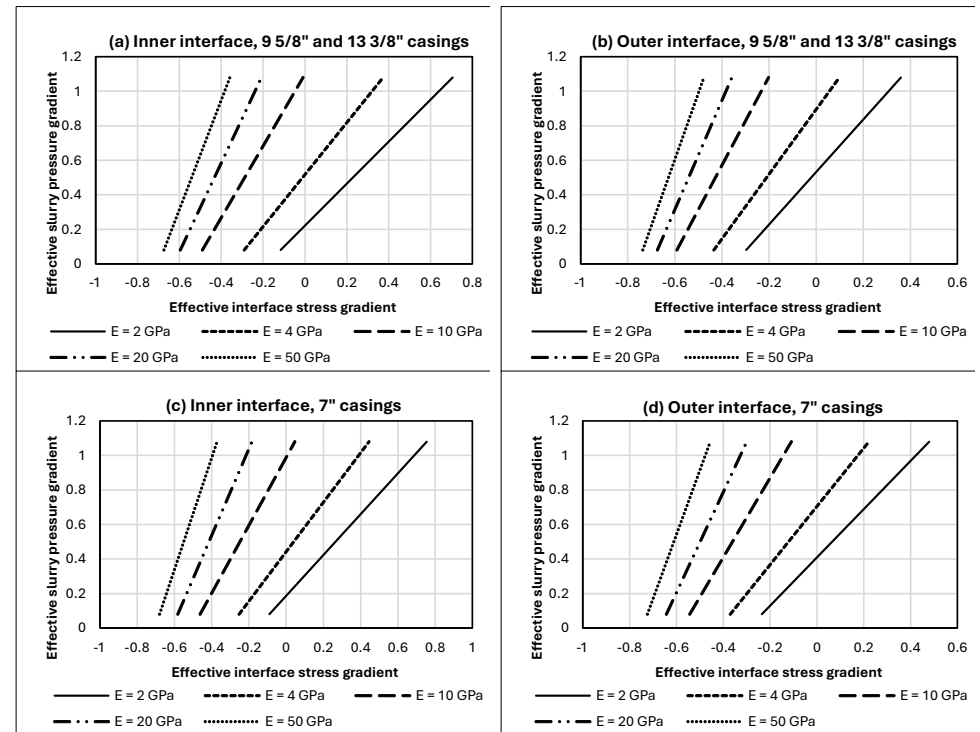 (a) Inner interface, 9 5/8" and 13 3/8" casings
Effective slurry pressure gradient
1.2
1
0.8
0.6
0.4
0.2
0
-1 -0.8 -0.6 -0.4 -0.2 0 0.2 0.4 0.6 0.8
Effective interface stress gradient
E = 2 GPa E = 4 GPa E = 10 GPa
E = 20 GPa E = 50 GPa
(b) Outer interface, 9 5/8" and 13 3/8" casings
Effective slurry pressure gradient
1.2
1
0.8
0.6
0.4
0.2
0
-1 -0.8 -0.6 -0.4 -0.2 0 0.2 0.4 0.6
Effective interface stress gradient
E = 2 GPa E = 4 GPa E = 10 GPa
E = 20 GPa E = 50 GPa
(c) Inner interface, 7" casings
Effective slurry pressure gradient
1.2
1
0.8
0.6
0.4
0.2
0
-1 -0.8 -0.6 -0.4 -0.2 0 0.2 0.4 0.6 0.8 1
Effective interface stress gradient
E = 2 GPa E = 4 GPa E = 10 GPa
E = 20 GPa E = 50 GPa
(d) Outer interface, 7" casings
Effective slurry pressure gradient
1.2
1
0.8
0.6
0.4
0.2
0
-1 -0.8 -0.6 -0.4 -0.2 0 0.2 0.4 0.6
Effective interface stress gradient
E = 2 GPa E = 4 GPa E = 10 GPa
E = 20 GPa E = 50 GPa